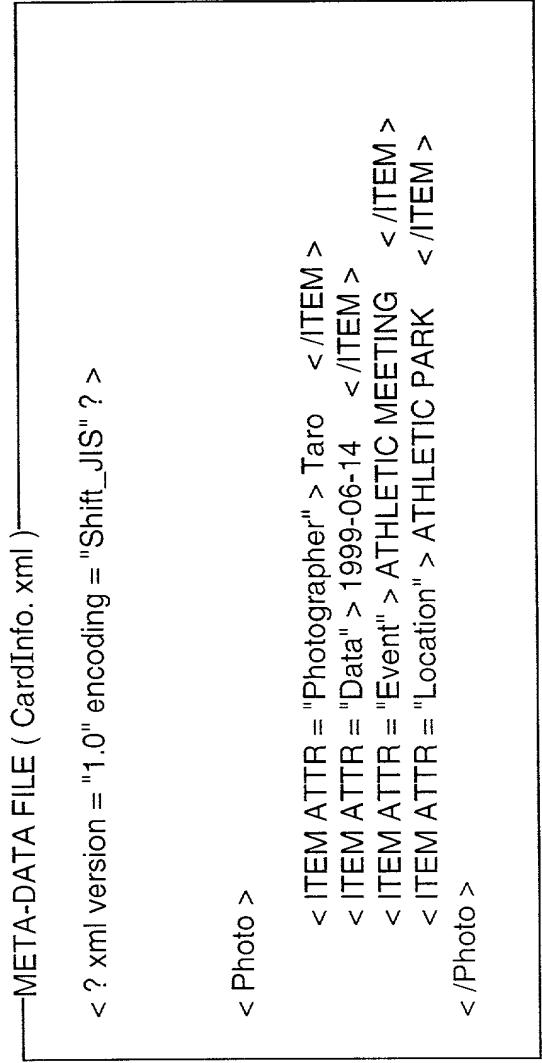 META-DATA FILE ( CardInfo. xml )
< ? xml version = "1.0" encoding = "Shift_JIS" ? >
< Photo >
< ITEM ATTR = "Photographer" > Taro < /ITEM >
< ITEM ATTR = "Data" > 1999-06-14 < /ITEM >
< ITEM ATTR = "Event" > ATHLETIC MEETING < /ITEM >
< ITEM ATTR = "Location" > ATHLETIC PARK < /ITEM >
< /Photo >